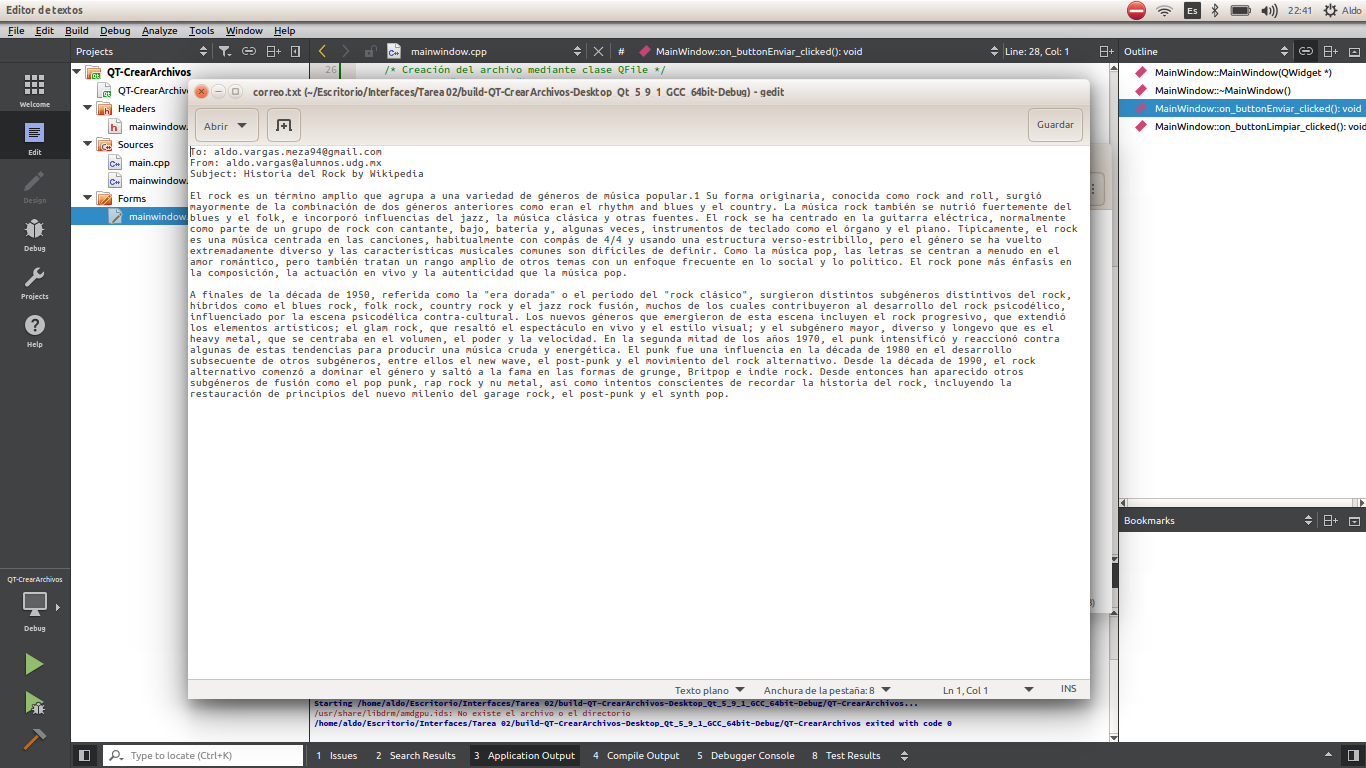 Editor de textos
Es
22:41
Aldo
File Edit Build Debug Analyze Tools Window Help
Projects
mainwindow.cpp
#
MainWindow::on_buttonEnviar_clicked(): void
Line: 28, Col: 1
Outline
26 /* Creación del archivo mediante clase QFile */
Welcome
Edit
Design
Debug
Projects
Help
QT-CrearArchivos
Debug
QT-CrearArchivos
QT-CrearArchiv
Headers
mainwindow.
Sources
main.cpp
mainwindow.
Forms
mainwindow.
correo.txt (~/Escritorio/Interfaces/Tarea 02/build-QT-CrearArchivos-Desktop_Qt_5_9_1_GCC_64bit-Debug) - gedit
Abrir
Guardar
To: aldo.vargas.meza94@gmail.com
From: aldo.vargas@alumnos.udg.mx
Subject: Historia del Rock by Wikipedia
El rock es un término amplio que agrupa a una variedad de géneros de música popular.1 Su forma originaria, conocida como rock and roll, surgió
mayormente de la combinación de dos géneros anteriores como eran el rhythm and blues y el country. La música rock también se nutrió fuertemente del
blues y el folk, e incorporó influencias del jazz, la música clásica y otras fuentes. El rock se ha centrado en la guitarra eléctrica, normalmente
como parte de un grupo de rock con cantante, bajo, batería y, algunas veces, instrumentos de teclado como el órgano y el piano. Típicamente, el rock
es una música centrada en las canciones, habitualmente con compás de 4/4 y usando una estructura verso-estribillo, pero el género se ha vuelto
extremadamente diverso y las características musicales comunes son difíciles de definir. Como la música pop, las letras se centran a menudo en el
amor romántico, pero también tratan un rango amplio de otros temas con un enfoque frecuente en lo social y lo político. El rock pone más énfasis en
la composición, la actuación en vivo y la autenticidad que la música pop.
A finales de la década de 1950, referida como la "era dorada" o el periodo del "rock clásico", surgieron distintos subgéneros distintivos del rock,
híbridos como el blues rock, folk rock, country rock y el jazz rock fusión, muchos de los cuales contribuyeron al desarrollo del rock psicodélico,
influenciado por la escena psicodélica contra-cultural. Los nuevos géneros que emergieron de esta escena incluyen el rock progresivo, que extendió
los elementos artísticos; el glam rock, que resaltó el espectáculo en vivo y el estilo visual; y el subgénero mayor, diverso y longevo que es el
heavy metal, que se centraba en el volumen, el poder y la velocidad. En la segunda mitad de los años 1970, el punk intensificó y reaccionó contra
algunas de estas tendencias para producir una música cruda y energética. El punk fue una influencia en la década de 1980 en el desarrollo
subsecuente de otros subgéneros, entre ellos el new wave, el post-punk y el movimiento del rock alternativo. Desde la década de 1990, el rock
alternativo comenzó a dominar el género y saltó a la fama en las formas de grunge, Britpop e indie rock. Desde entonces han aparecido otros
subgéneros de fusión como el pop punk, rap rock y nu metal, así como intentos conscientes de recordar la historia del rock, incluyendo la
restauración de principios del nuevo milenio del garage rock, el post-punk y el synth pop.
Texto plano
Anchura de la pestaña: 8
Ln 1, Col 1
INS
MainWindow::MainWindow(QWidget *)
MainWindow::~MainWindow()
MainWindow::on_buttonEnviar_clicked(): void
MainWindow::on_buttonLimpiar_clicked(): void
Bookmarks
Starting /home/aldo/Escritorio/Interfaces/Tarea 02/build-QT-CrearArchivos-Desktop_Qt_5_9_1_GCC_64bit-Debug/QT-CrearArchivos...
/usr/share/libdrm/amdgpu.ids: No existe el archivo o el directorio
/home/aldo/Escritorio/Interfaces/Tarea 02/build-QT-CrearArchivos-Desktop_Qt_5_9_1_GCC_64bit-Debug/QT-CrearArchivos exited with code 0
Type to locate (Ctrl+K)
1 Issues
2 Search Results
3 Application Output
4 Compile Output
5 Debugger Console
8 Test Results